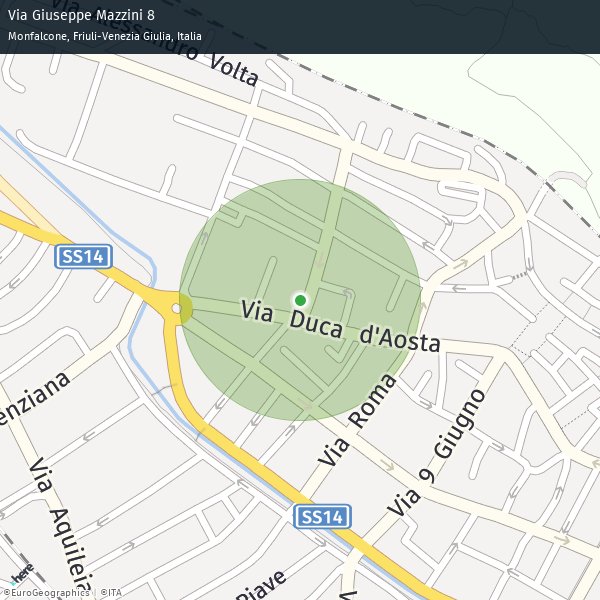 Via Giuseppe Mazzini 8
Monfalcone, Friuli-Venezia Giulia, Italia
Via Alessandro Volta
SS14
Via Duca d'Aosta
enziana
Via Roma
Via 9 Giugno
Via Aquileia
SS14
Piave
V
here
©EuroGeographics | ©ITA